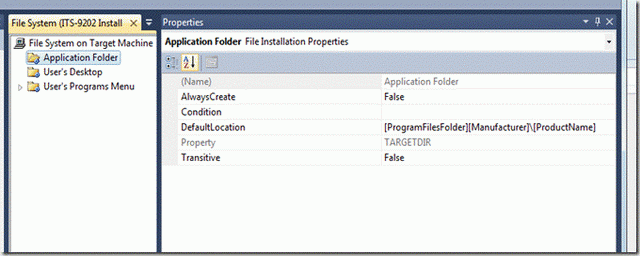 File System (ITS-9202 Install
File System on Target Machine
Application Folder
User's Desktop
User's Programs Menu
Properties
Application Folder File Installation Properties
(Name) Application Folder
AlwaysCreate False
Condition
DefaultLocation [ProgramFilesFolder][Manufacturer]\[ProductName]
Property TARGETDIR
Transitive False